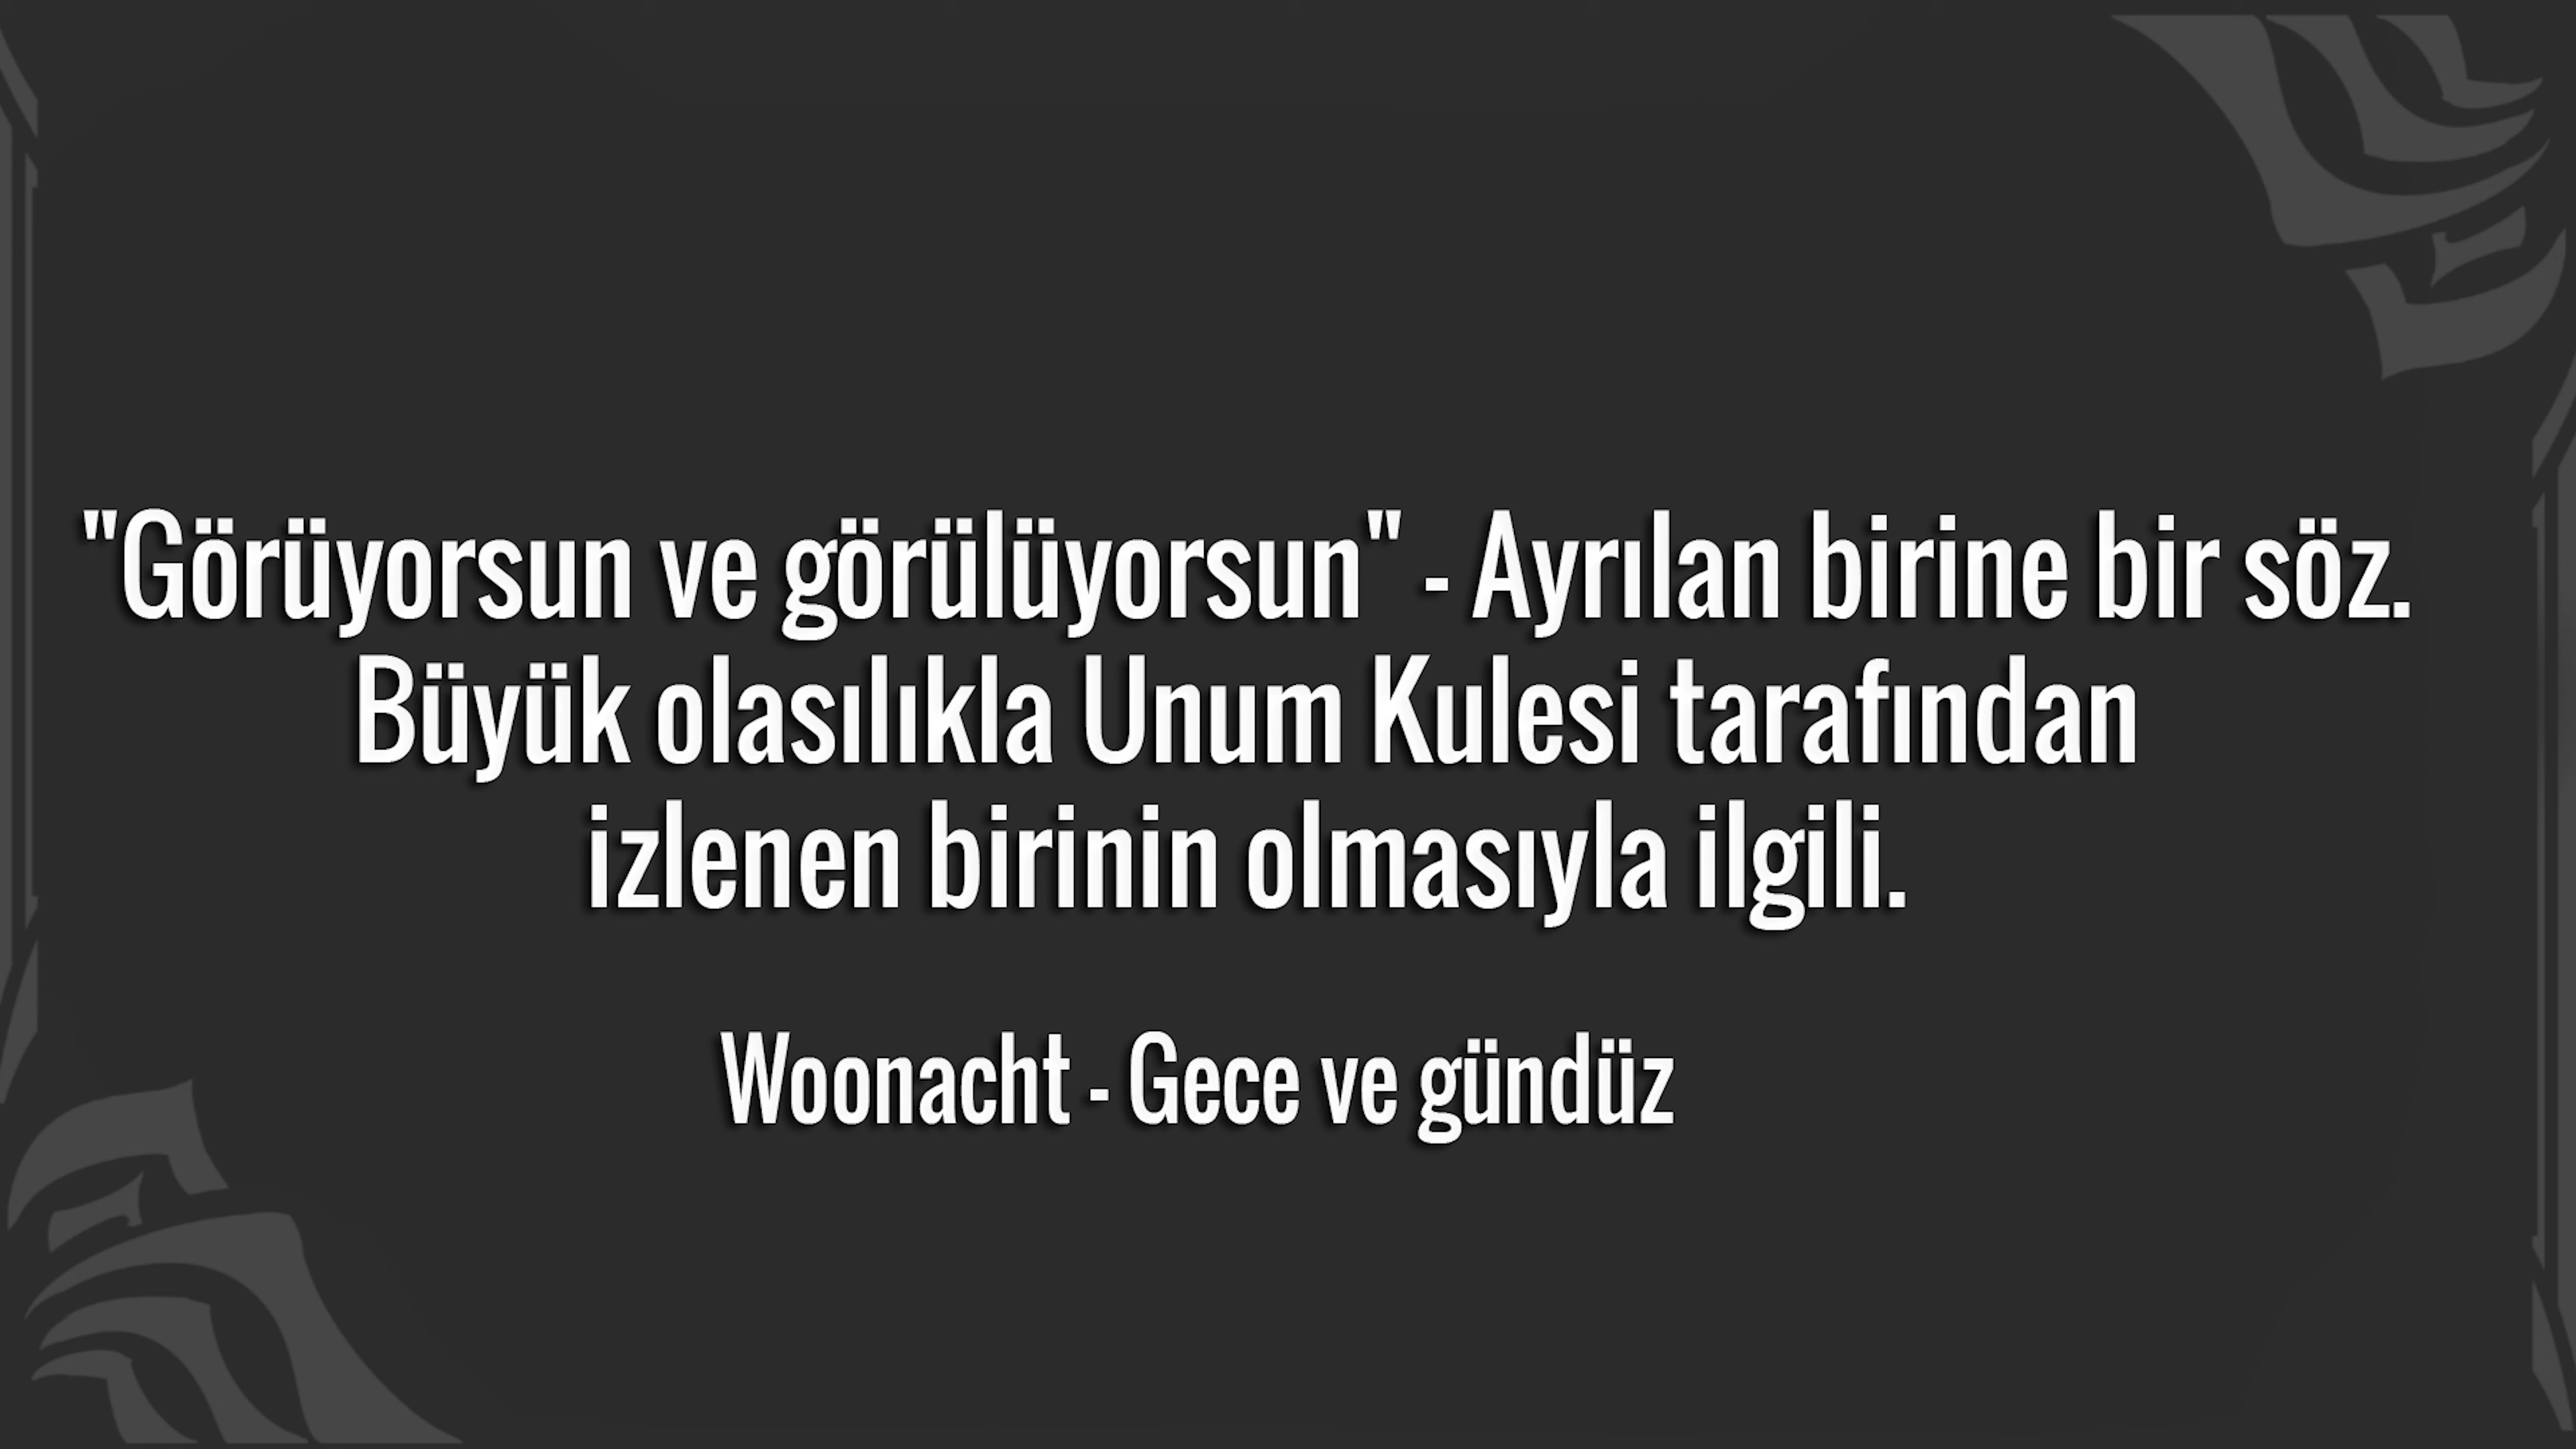 "Görüyorsun ve görülüyorsun" - Ayrılan birine bir söz.
Büyük olasılıkla Unum Kulesi tarafından
izlenen birinin olmasıyla ilgili.
Woonacht - Gece ve gündüz